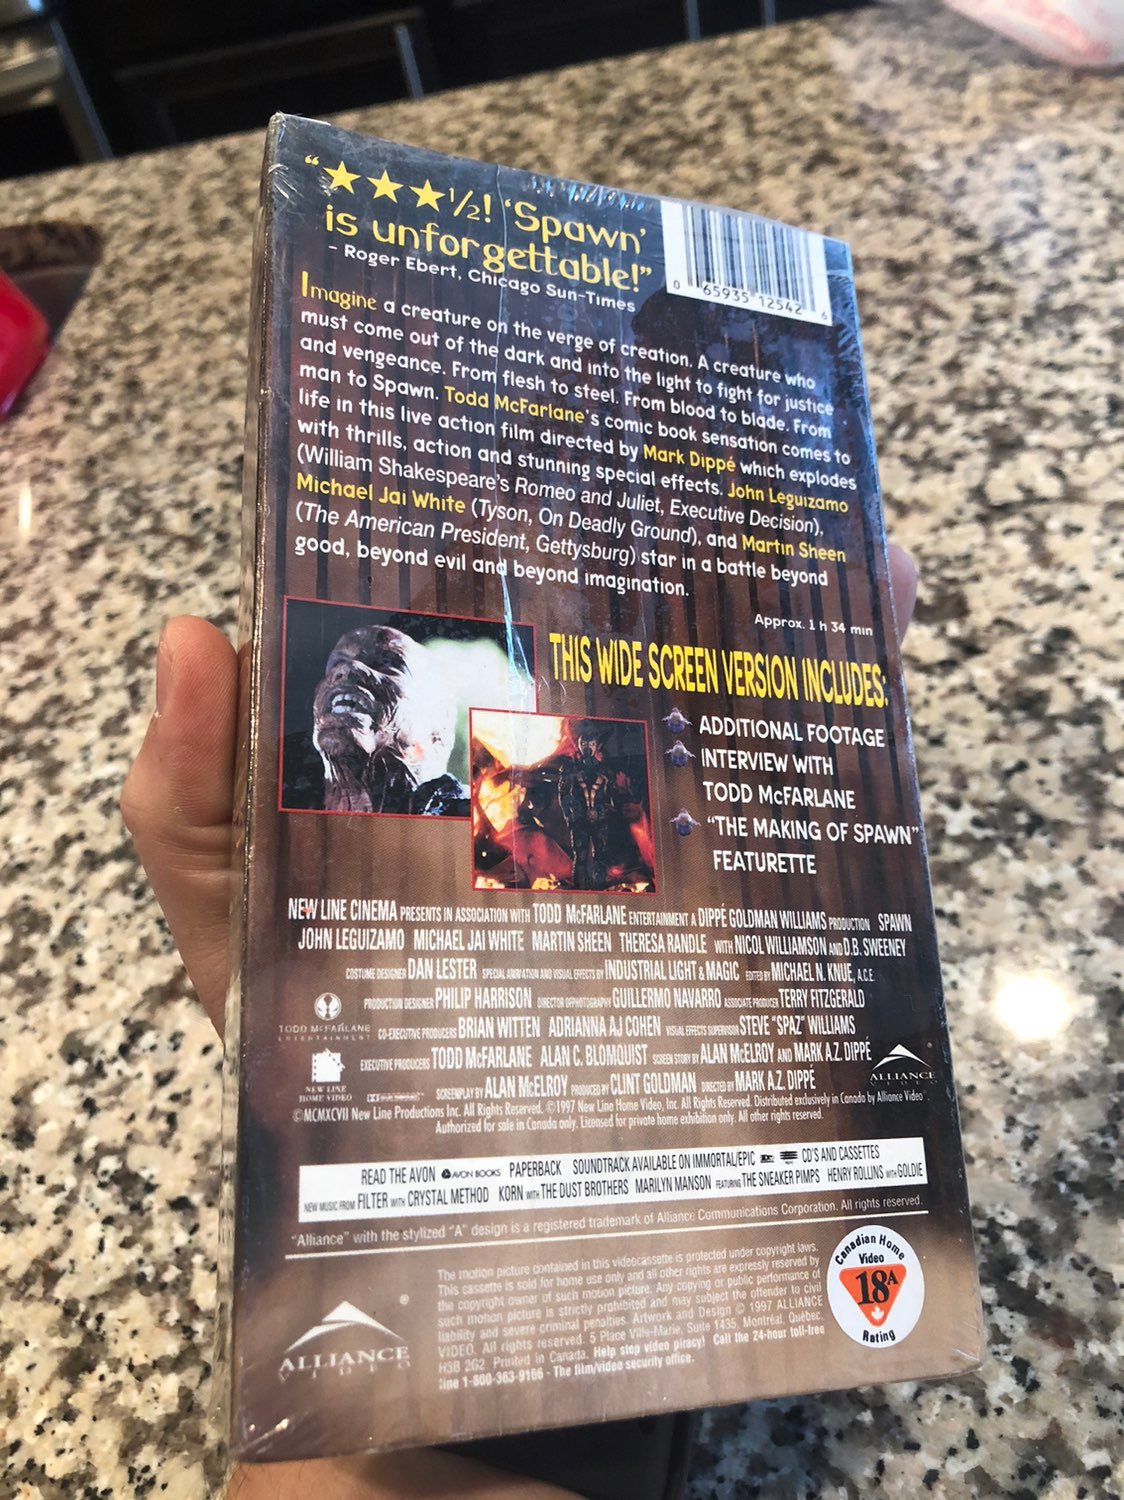 "★★★½! 'Spawn'
is unforgettable!"
- Roger Ebert, Chicago Sun-Times
0 65935 12542 6
Imagine a creature on the verge of creation. A creature who
must come out of the dark and into the light to fight for justice
and vengeance. From flesh to steel. From blood to blade. From
man to Spawn. Todd McFarlane's comic book sensation comes to
life in this live action film directed by Mark Dippé which explodes
with thrills, action and stunning special effects. John Leguizamo
(William Shakespeare's Romeo and Juliet, Executive Decision),
Michael Jai White (Tyson, On Deadly Ground), and Martin Sheen
(The American President, Gettysburg) star in a battle beyond
good, beyond evil and beyond imagination.
Approx. 1 h 34 min
THIS WIDE SCREEN VERSION INCLUDES:
ADDITIONAL FOOTAGE
INTERVIEW WITH
TODD McFARLANE
"THE MAKING OF SPAWN"
FEATURETTE
NEW LINE CINEMA PRESENTS IN ASSOCIATION WITH TODD McFARLANE ENTERTAINMENT A DIPPÉ GOLDMAN WILLIAMS PRODUCTION SPAWN
JOHN LEGUIZAMO MICHAEL JAI WHITE MARTIN SHEEN THERESA RANDLE WITH NICOL WILLIAMSON AND D.B. SWEENEY
COSTUME DESIGNER DAN LESTER SPECIAL ANIMATION AND VISUAL EFFECTS BY INDUSTRIAL LIGHT & MAGIC EDITED BY MICHAEL N. KNUE, A.C.E.
PRODUCTION DESIGNER PHILIP HARRISON DIRECTOR OF PHOTOGRAPHY GUILLERMO NAVARRO ASSOCIATE PRODUCER TERRY FITZGERALD
TODD McFARLANE
ENTERTAINMENT
CO-EXECUTIVE PRODUCERS BRIAN WITTEN ADRIANNA AJ COHEN VISUAL EFFECTS SUPERVISOR STEVE "SPAZ" WILLIAMS
EXECUTIVE PRODUCERS TODD McFARLANE ALAN C. BLOMQUIST SCREEN STORY BY ALAN McELROY AND MARK A.Z. DIPPÉ
NEW LINE
HOME VIDEO
SCREENPLAY BY ALAN McELROY PRODUCED BY CLINT GOLDMAN DIRECTED BY MARK A.Z. DIPPÉ
ALLIANCE
VIDEO
©MCMXCVII New Line Productions Inc. All Rights Reserved. ©1997 New Line Home Video, Inc. All Rights Reserved. Distributed exclusively in Canada by Alliance Video.
Authorized for sale in Canada only. Licensed for private home exhibition only. All other rights reserved.
READ THE AVON AVON BOOKS PAPERBACK SOUNDTRACK AVAILABLE ON IMMORTAL/EPIC CD'S AND CASSETTES
NEW MUSIC FROM FILTER WITH CRYSTAL METHOD KORN WITH THE DUST BROTHERS MARILYN MANSON FEATURING THE SNEAKER PIMPS HENRY ROLLINS WITH GOLDIE
"Alliance" with the stylized "A" design is a registered trademark of Alliance Communications Corporation. All rights reserved.
The motion picture contained in this videocassette is protected under copyright laws.
This cassette is sold for home use only and all other rights are expressly reserved by
the copyright owner of such motion picture. Any copying or public performance of
such motion picture is strictly prohibited and may subject the offender to civil
liability and severe criminal penalties. Artwork and Design © 1997 ALLIANCE
VIDEO. All rights reserved. 5 Place Ville-Marie, Suite 1435, Montréal, Québec.
H3B 2G2 Printed in Canada. Help stop video piracy! Call the 24-hour toll-free
line 1-800-363-9166 - The film/video security office.
ALLIANCE
VIDEO
®
Canadian Home
Video
18A
Rating